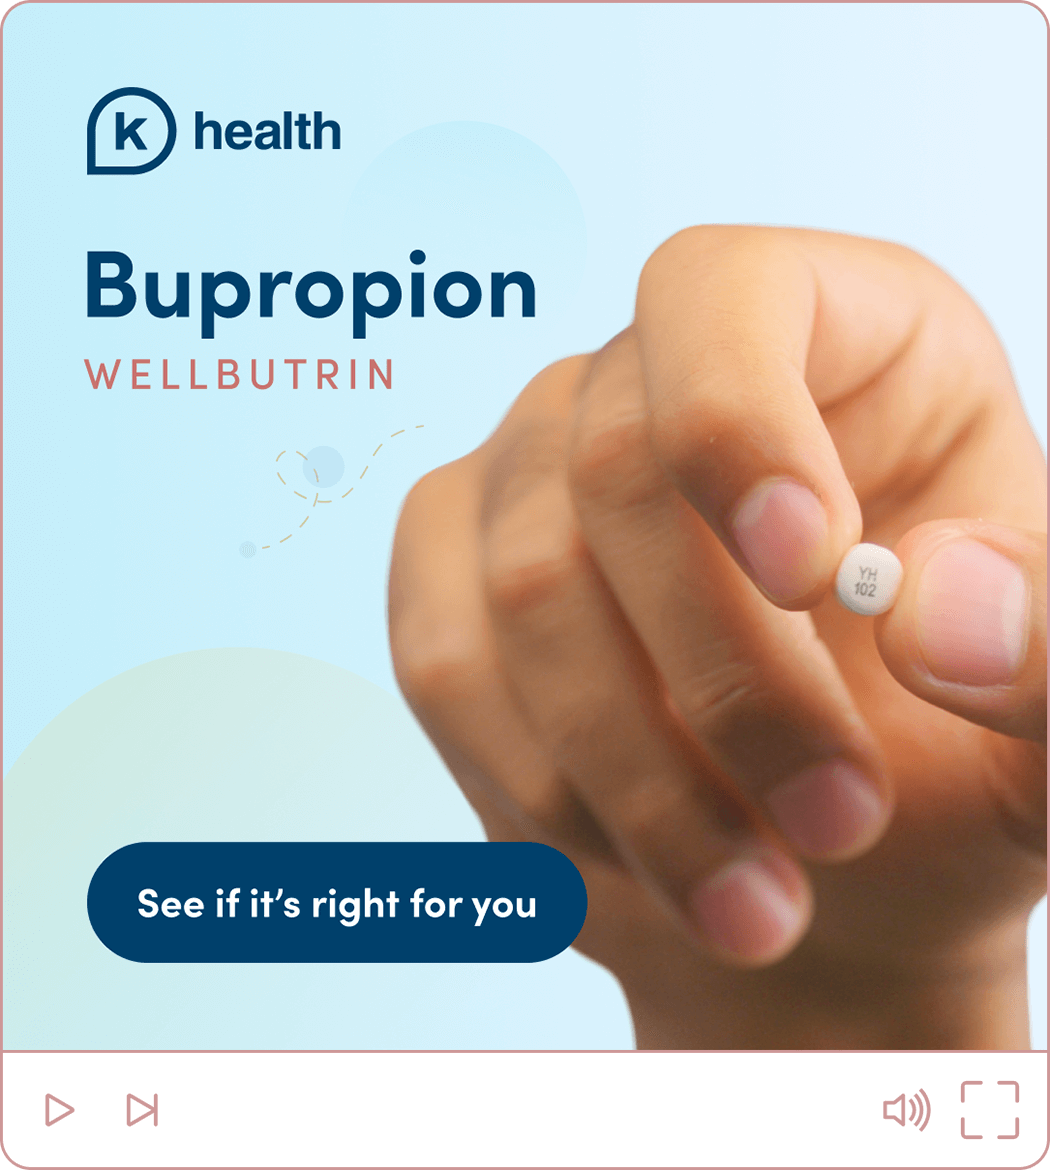 k health
Bupropion
WELLBUTRIN
YH
102
See if it's right for you